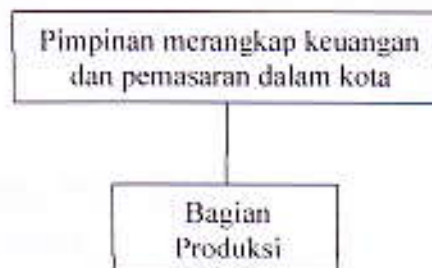 Pimpinan merangkap keuangan
dan pemasaran dalam kota
Bagian
Produksi